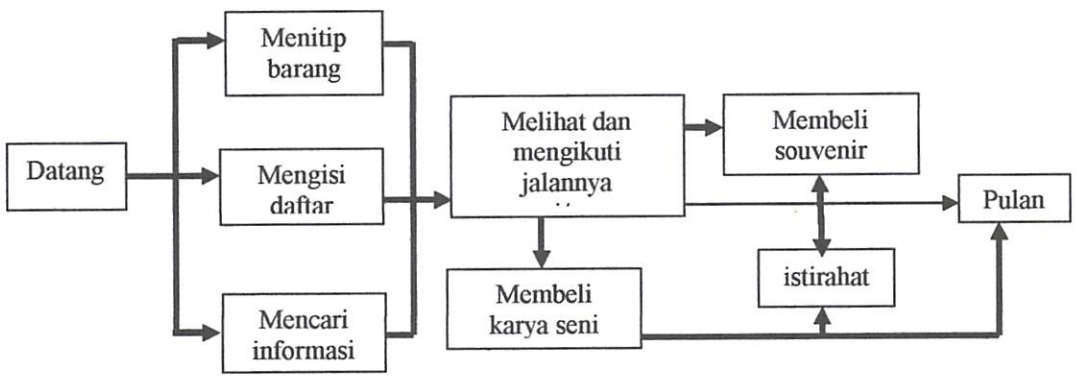 Datang
Menitip
barang
Mengisi
daftar
Mencari
informasi
Melihat dan
mengikuti
jalannya
Membeli
karya seni
Membeli
souvenir
istirahat
Pulan